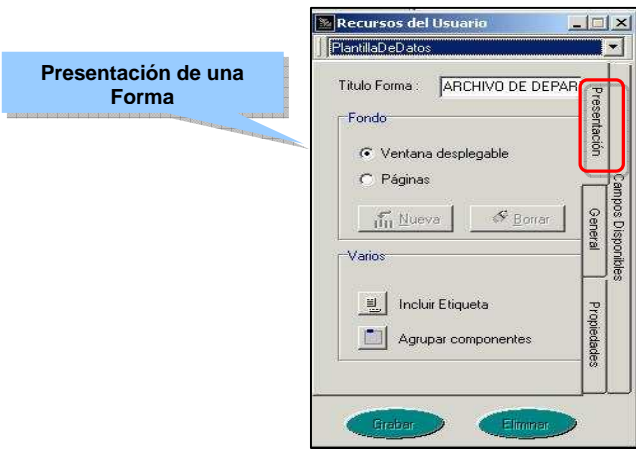 Presentación de una
Forma
Recursos del Usuario
PlantillaDeDatos
Titulo Forma :
ARCHIVO DE DEPAR
Fondo
Ventana desplegable
Páginas
Nueva
Borrar
Varios
Incluir Etiqueta
Agrupar componentes
Presentación
General
Propiedades
Campos Disponibles
Grabar
Eliminar